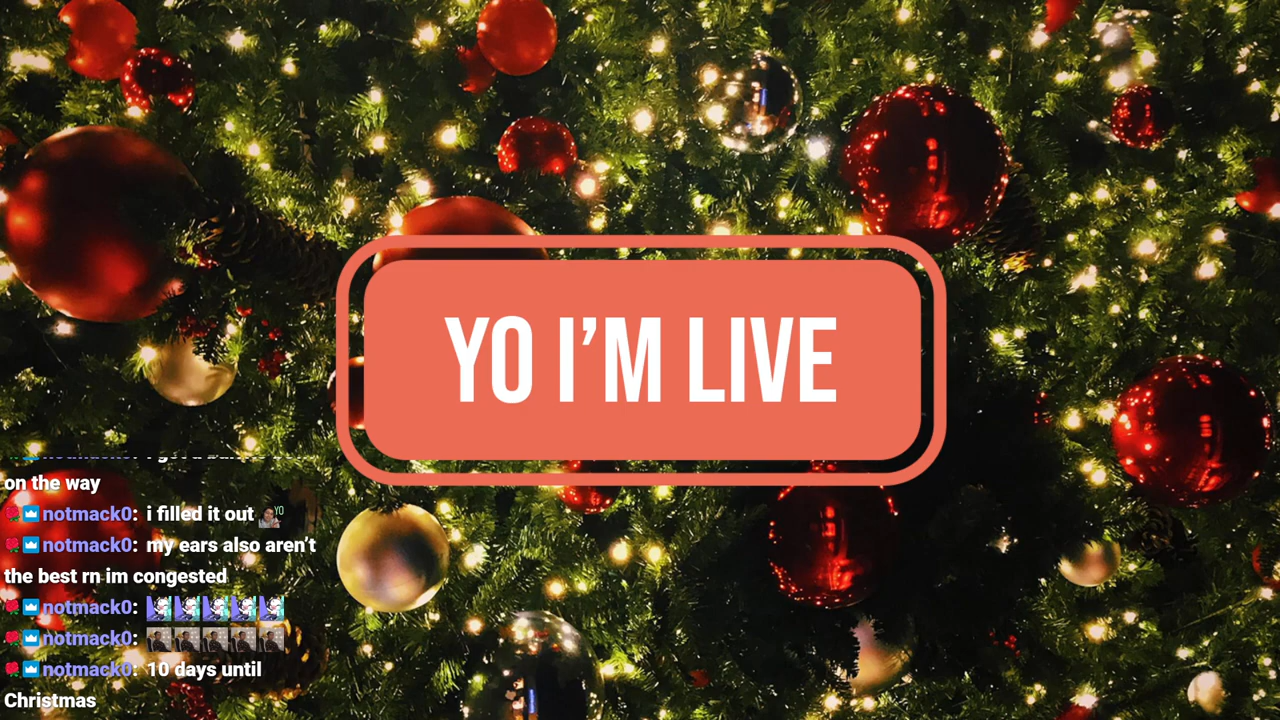 YO I’M LIVE
on the way
notmack0: i filled it out
notmack0: my ears also aren’t
the best rn im congested
notmack0:
notmack0:
notmack0: 10 days until
Christmas